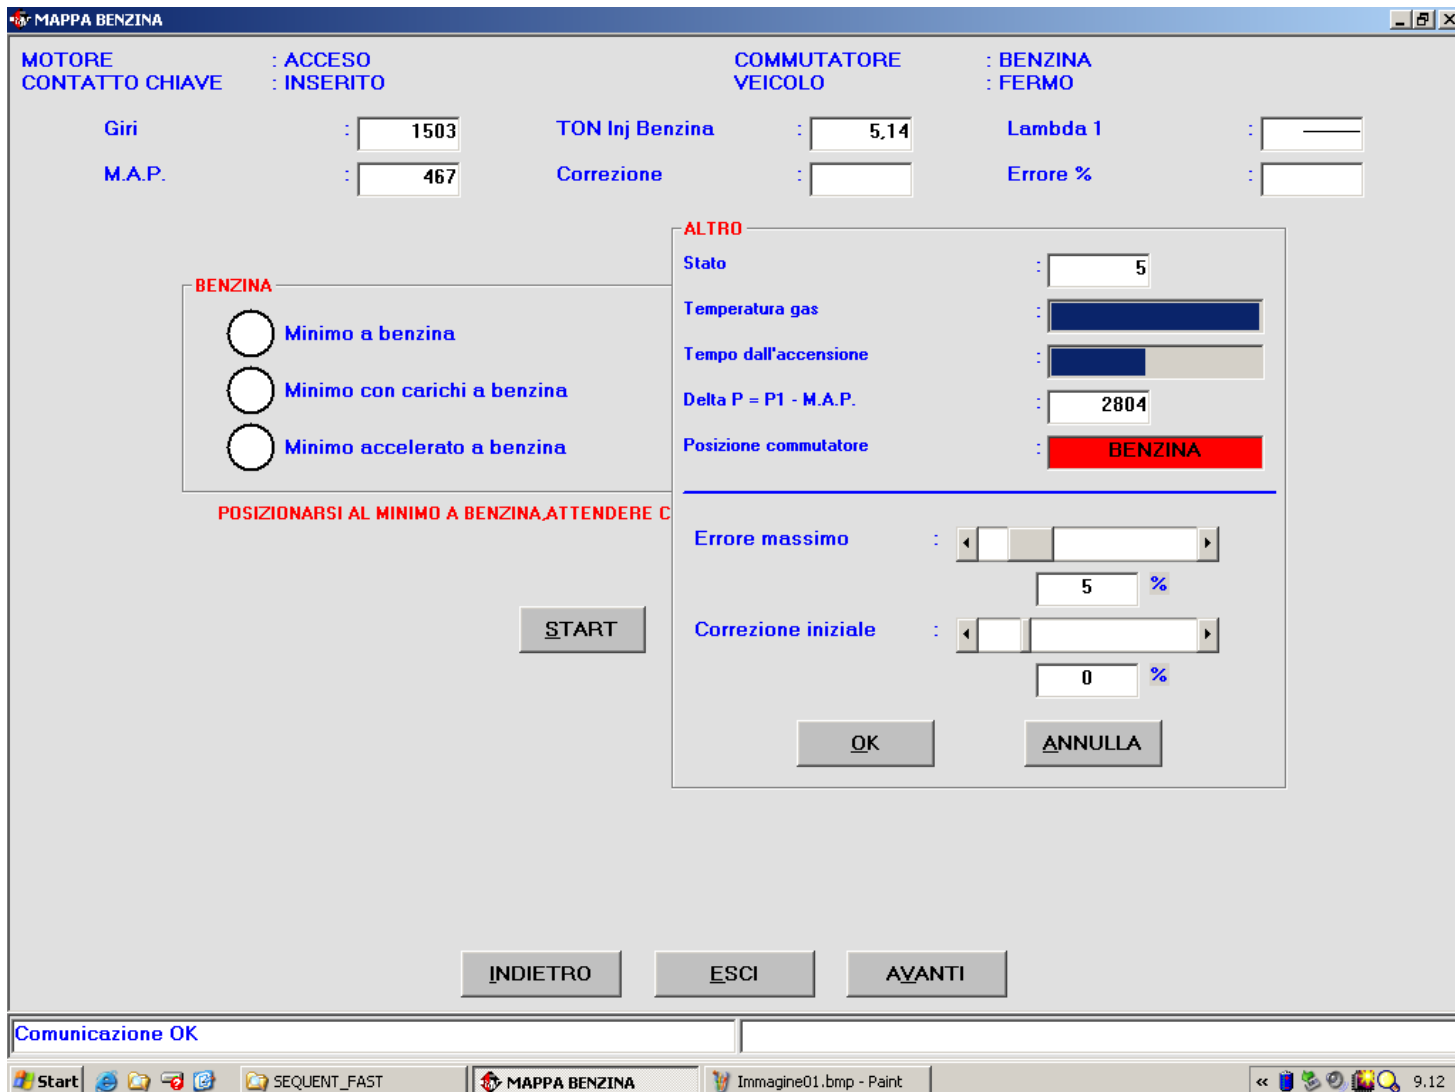 MAPPA BENZINA
MOTORE : ACCESO COMMUTATORE : BENZINA
CONTATTO CHIAVE : INSERITO VEICOLO : FERMO
Giri : 1503 TON Inj Benzina : 5,14 Lambda 1 :
M.A.P. : 467 Correzione : Errore % :
ALTRO
Stato : 5
Temperatura gas :
Tempo dall'accensione :
Delta P = P1 - M.A.P. : 2804
Posizione commutatore : BENZINA
BENZINA
Minimo a benzina
Minimo con carichi a benzina
Minimo accelerato a benzina
POSIZIONARSI AL MINIMO A BENZINA,ATTENDERE C
Errore massimo :
5 %
START
Correzione iniziale :
0 %
OK ANNULLA
INDIETRO ESCI AVANTI
Comunicazione OK
Start SEQUENT_FAST MAPPA BENZINA Immagine01.bmp - Paint « 9.12